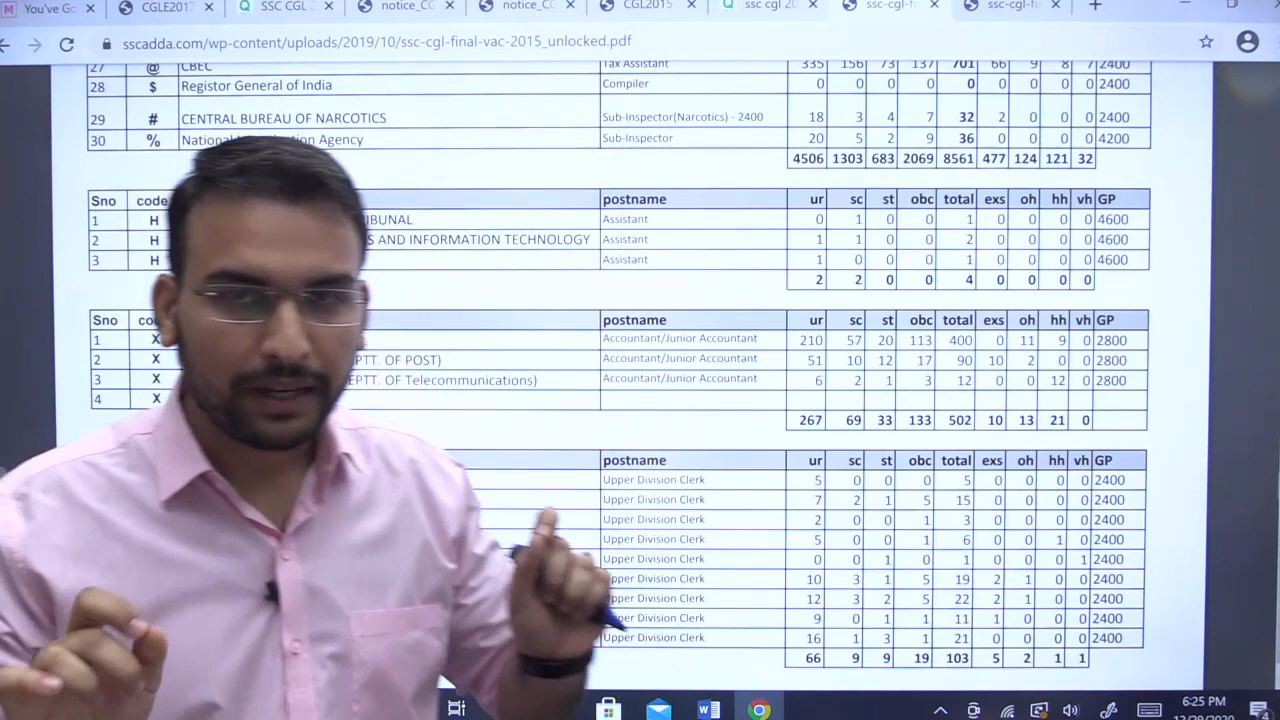 You've Go
CGLE2017
SSC CGL
notice_CC
notice_CC
CGL2015
ssc cgl 20
ssc-cgl-fi
ssc-cgl-fi
sscadda.com/wp-content/uploads/2019/10/ssc-cgl-final-vac-2015_unlocked.pdf
27 @ CBEC Tax Assistant 335 156 73 137 701 66 9 8 7 2400
28 $ Registor General of India Compiler 0 0 0 0 0 0 0 0 0 2400
29 # CENTRAL BUREAU OF NARCOTICS Sub-Inspector(Narcotics) - 2400 18 3 4 7 32 2 0 0 0 2400
30 % National Agency Sub-Inspector 20 5 2 9 36 0 0 0 0 4200
4506 1303 683 2069 8561 477 124 121 32
Sno code postname ur sc st obc total exs oh hh vh GP
1 H IBUNAL Assistant 0 1 0 0 1 0 0 0 0 4600
2 H S AND INFORMATION TECHNOLOGY Assistant 1 1 0 0 2 0 0 0 0 4600
3 H Assistant 1 0 0 0 1 0 0 0 0 4600
2 2 0 0 4 0 0 0 0
Sno co postname ur sc st obc total exs oh hh vh GP
1 X Accountant/Junior Accountant 210 57 20 113 400 0 11 9 0 2800
2 X PTT. OF POST) Accountant/Junior Accountant 51 10 12 17 90 10 2 0 0 2800
3 X EPTT. OF Telecommunications) Accountant/Junior Accountant 6 2 1 3 12 0 0 12 0 2800
4 X
267 69 33 133 502 10 13 21 0
postname ur sc st obc total exs oh hh vh GP
Upper Division Clerk 5 0 0 0 5 0 0 0 0 2400
Upper Division Clerk 7 2 1 5 15 0 0 0 0 2400
Upper Division Clerk 2 0 0 1 3 0 0 0 0 2400
Upper Division Clerk 5 0 0 1 6 0 0 1 0 2400
Upper Division Clerk 0 0 1 0 1 0 0 0 1 2400
Upper Division Clerk 10 3 1 5 19 2 1 0 0 2400
Upper Division Clerk 12 3 2 5 22 2 1 0 0 2400
Upper Division Clerk 9 0 1 1 11 1 0 0 0 2400
Upper Division Clerk 16 1 3 1 21 0 0 0 0 2400
66 9 9 19 103 5 2 1 1
6:25 PM